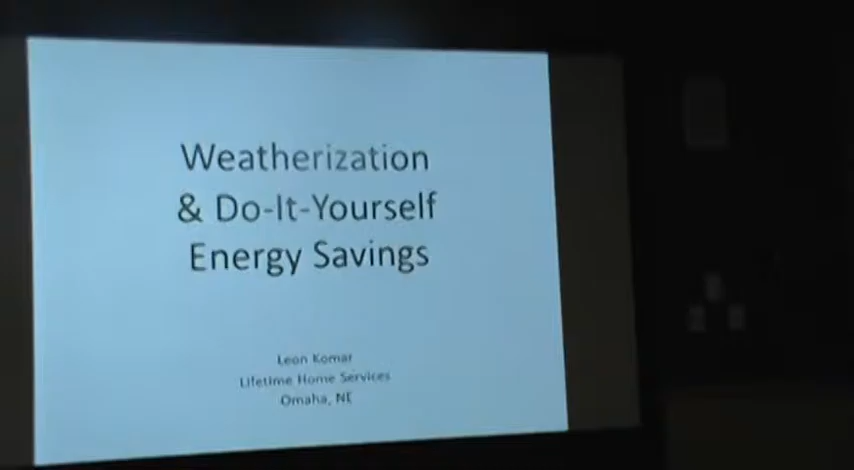 Weatherization
& Do-It-Yourself
Energy Savings
Leon Komar
Lifetime Home Services
Omaha, NE